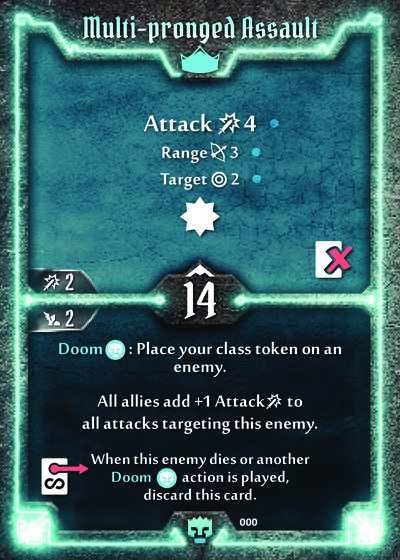 Multi-pronged Assault
Attack 4
Range 3
Target 2
2
14
2
Doom : Place your class token on an
enemy.
All allies add +1 Attack to
all attacks targeting this enemy.
When this enemy dies or another
Doom action is played,
discard this card.
000